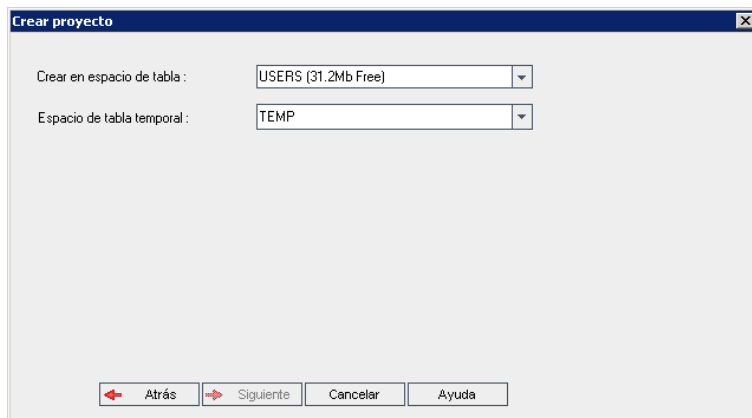 Crear proyecto
Crear en espacio de tabla : USERS (31.2Mb Free)
Espacio de tabla temporal : TEMP
Atrás Siguiente Cancelar Ayuda